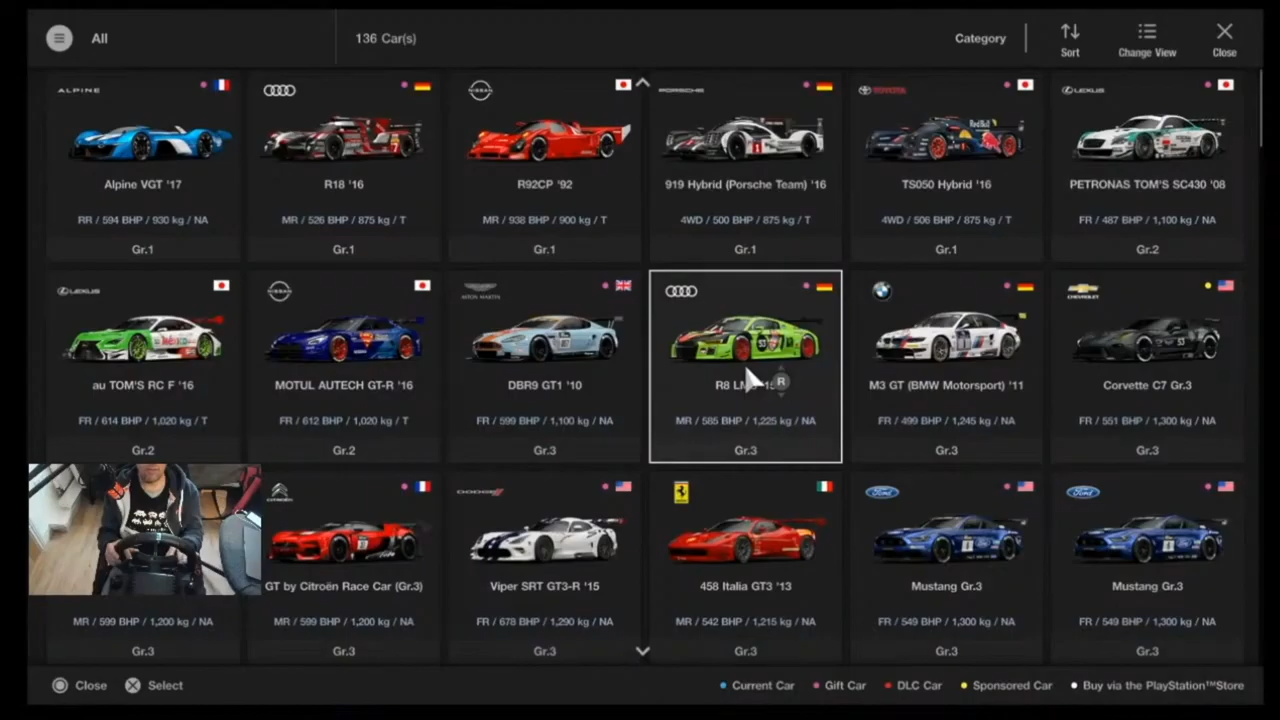 All
136 Car(s)
Category
Sort
Change View
Close
ALPINE
PORSCHE
TOYOTA
LEXUS
Alpine VGT '17
R18 '16
R92CP '92
919 Hybrid (Porsche Team) '16
TS050 Hybrid '16
PETRONAS TOM'S SC430 '08
RR / 594 BHP / 930 kg / NA
MR / 526 BHP / 875 kg / T
MR / 938 BHP / 900 kg / T
4WD / 500 BHP / 875 kg / T
4WD / 506 BHP / 875 kg / T
FR / 487 BHP / 1,100 kg / NA
Gr.1
Gr.1
Gr.1
Gr.1
Gr.1
Gr.2
LEXUS
NISSAN
ASTON MARTIN
CHEVROLET
au TOM'S RC F '16
MOTUL AUTECH GT-R '16
DBR9 GT1 '10
M3 GT (BMW Motorsport) '11
Corvette C7 Gr.3
R
FR / 614 BHP / 1,020 kg / T
FR / 612 BHP / 1,020 kg / T
FR / 599 BHP / 1,100 kg / NA
MR / 585 BHP / 1,225 kg / NA
FR / 499 BHP / 1,245 kg / NA
FR / 551 BHP / 1,300 kg / NA
Gr.2
Gr.2
Gr.3
Gr.3
Gr.3
Gr.3
DODGE
Ford
Ford
GT by Citroën Race Car (Gr.3)
Viper SRT GT3-R '15
458 Italia GT3 '13
Mustang Gr.3
Mustang Gr.3
MR / 599 BHP / 1,200 kg / NA
MR / 599 BHP / 1,200 kg / NA
FR / 678 BHP / 1,290 kg / NA
MR / 542 BHP / 1,215 kg / NA
FR / 549 BHP / 1,300 kg / NA
FR / 549 BHP / 1,300 kg / NA
Gr.3
Gr.3
Gr.3
Gr.3
Gr.3
Gr.3
Close
Select
Current Car
Gift Car
DLC Car
Sponsored Car
Buy via the PlayStation™Store